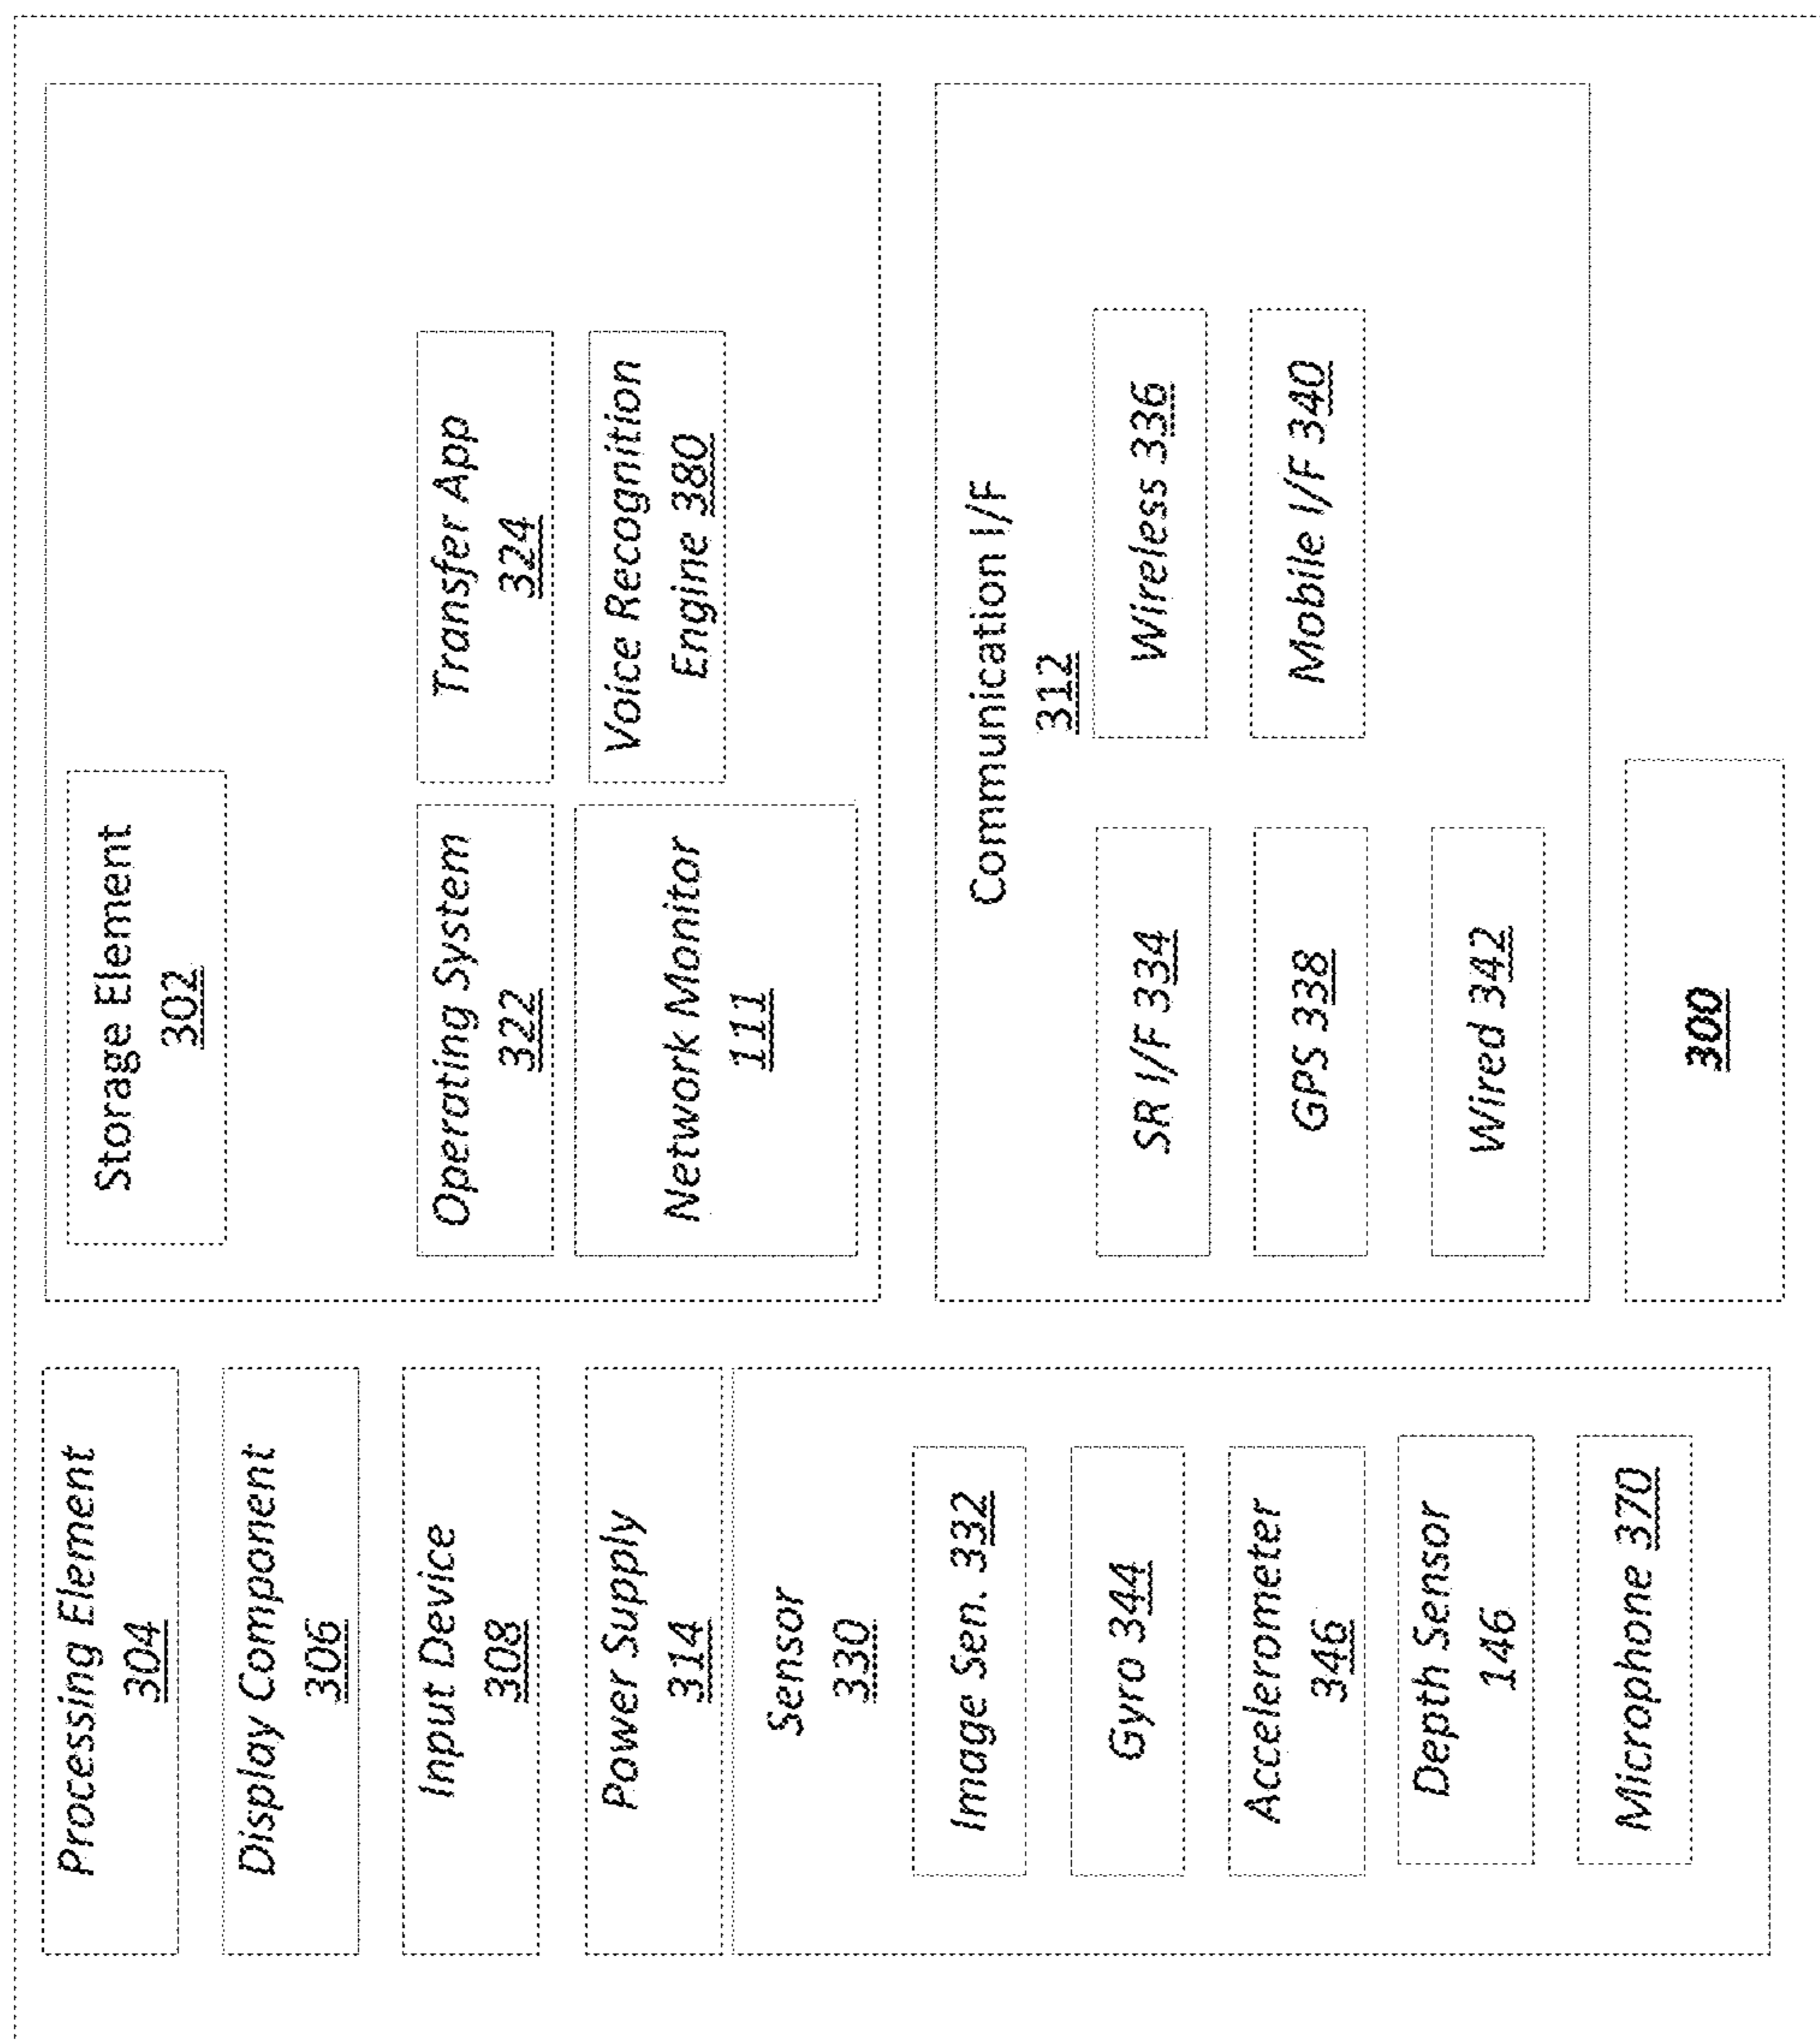 Processing Element
304
Display Component
306
Input Device
308
Power Supply
314
Sensor
330
Image Sen. 332
Gyro 344
Accelerometer
346
Depth Sensor
146
Microphone 370
Storage Element
302
Operating System
322
Transfer App
324
Network Monitor
111
Voice Recognition
Engine 380
Communication I/F
312
SR I/F 334
Wireless 336
GPS 338
Mobile I/F 340
Wired 342
300